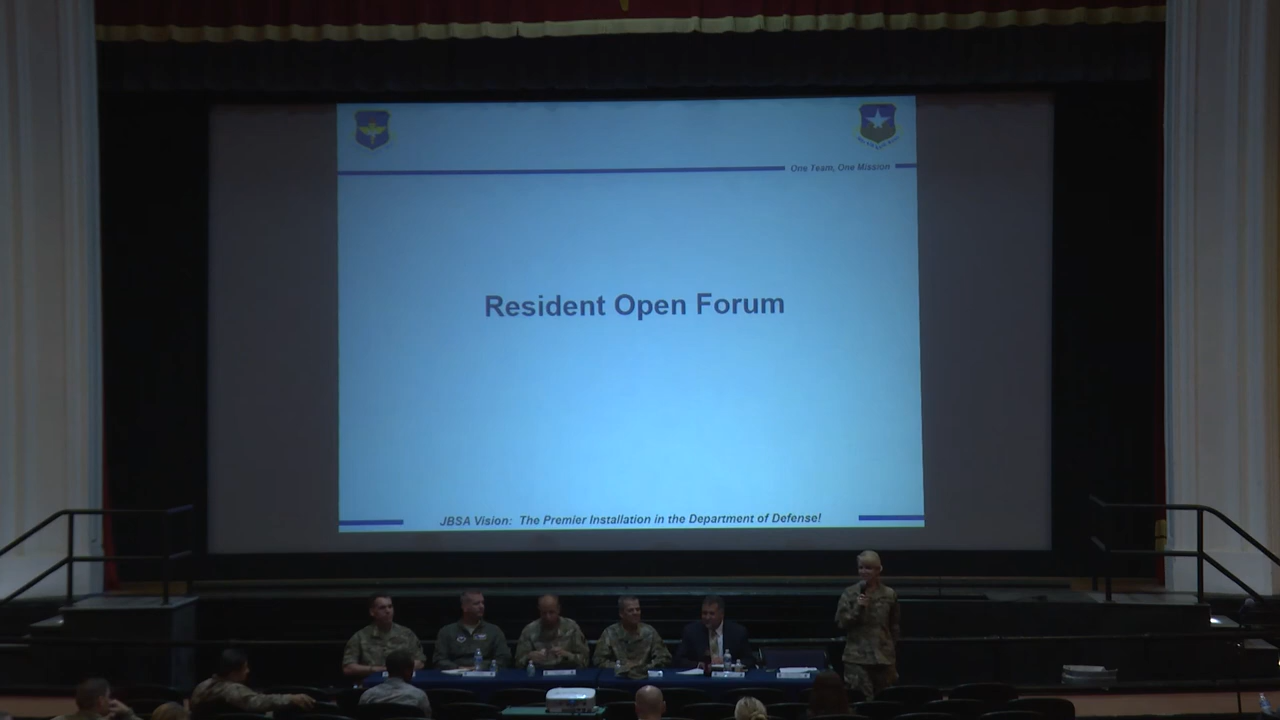 One Team, One Mission
Resident Open Forum
JBSA Vision: The Premier Installation in the Department of Defense!